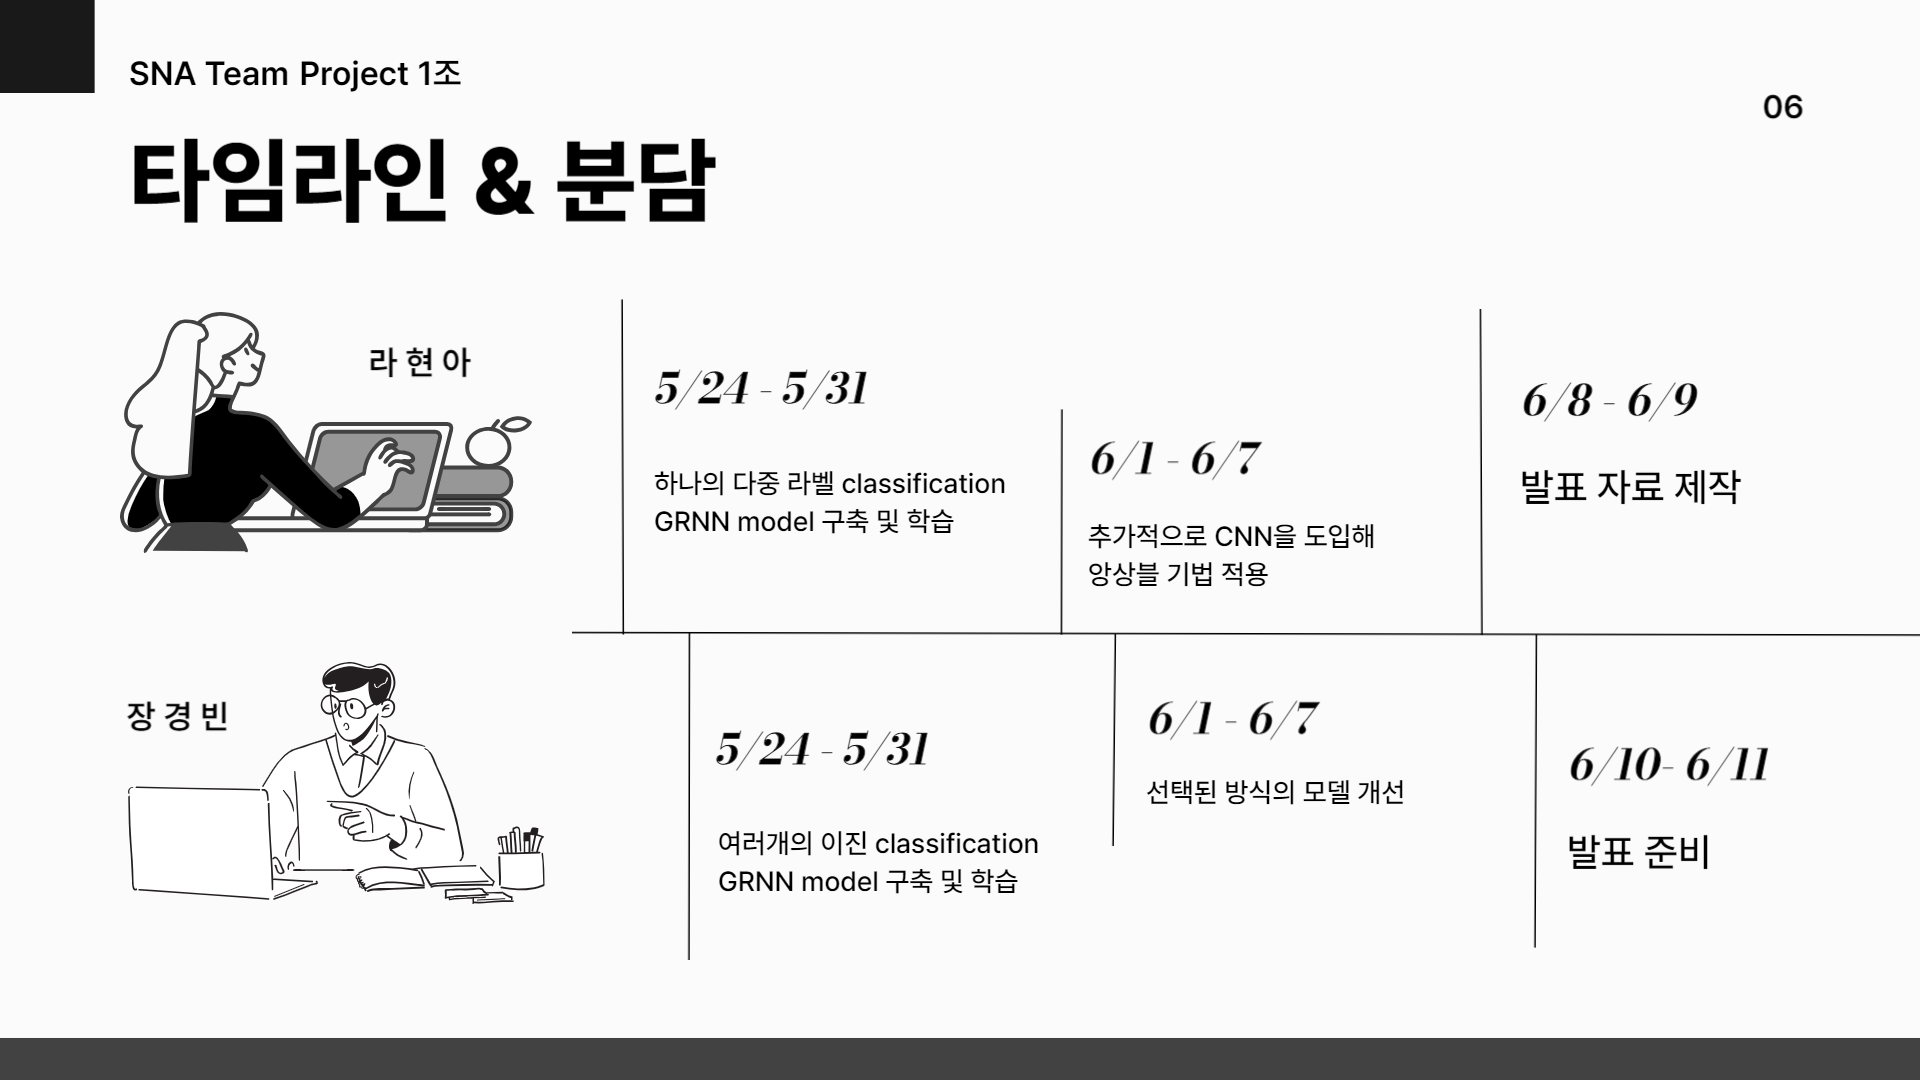 SNA Team Project 1조
06
타임라인 & 분담
라현아
5/24 - 5/31
하나의 다중 라벨 classification
GRNN model 구축 및 학습
6/1 - 6/7
추가적으로 CNN을 도입해
앙상블 기법 적용
6/8 - 6/9
발표 자료 제작
장경빈
5/24 - 5/31
여러개의 이진 classification
GRNN model 구축 및 학습
6/1 - 6/7
선택된 방식의 모델 개선
6/10- 6/11
발표 준비